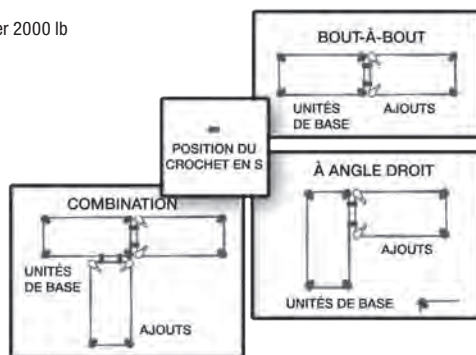 er 2000 lb
BOUT-À-BOUT
UNITÉS
DE BASE
AJOUTS
POSITION DU
CROCHET EN S
À ANGLE DROIT
AJOUTS
UNITÉS DE BASE
COMBINATION
UNITÉS
DE BASE
AJOUTS